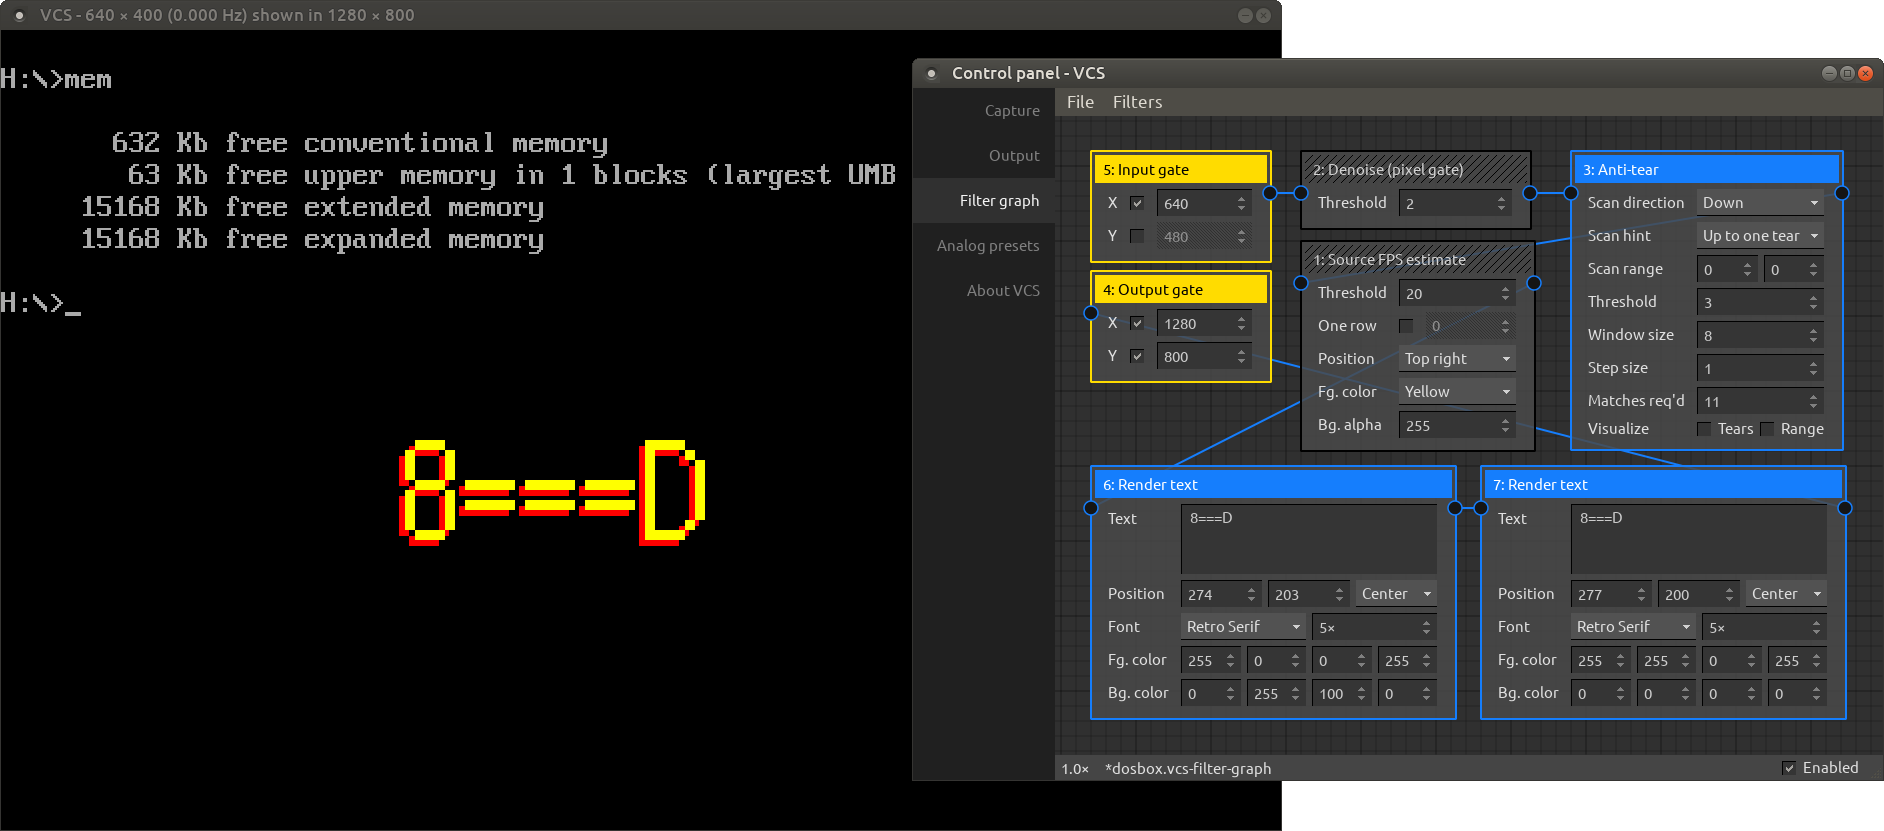 VCS - 640 × 400 (0.000 Hz) shown in 1280 × 800
H:\>mem
632 Kb free conventional memory
63 Kb free upper memory in 1 blocks (largest UMB
15168 Kb free extended memory
15168 Kb free expanded memory
H:\>_
8===D
Control panel - VCS
Capture
Output
Filter graph
Analog presets
About VCS
File Filters
5: Input gate
X 640
Y 480
4: Output gate
X 1280
Y 800
2: Denoise (pixel gate)
Threshold 2
1: Source FPS estimate
Threshold 20
One row 0
Position Top right
Fg. color Yellow
Bg. alpha 255
3: Anti-tear
Scan direction Down
Scan hint Up to one tear
Scan range 0 0
Threshold 3
Window size 8
Step size 1
Matches req'd 11
Visualize Tears Range
6: Render text
Text 8===D
Position 274 203 Center
Font Retro Serif 5×
Fg. color 255 0 0 255
Bg. color 0 255 100 0
7: Render text
Text 8===D
Position 277 200 Center
Font Retro Serif 5×
Fg. color 255 255 0 255
Bg. color 0 0 0 0
1.0× *dosbox.vcs-filter-graph
Enabled